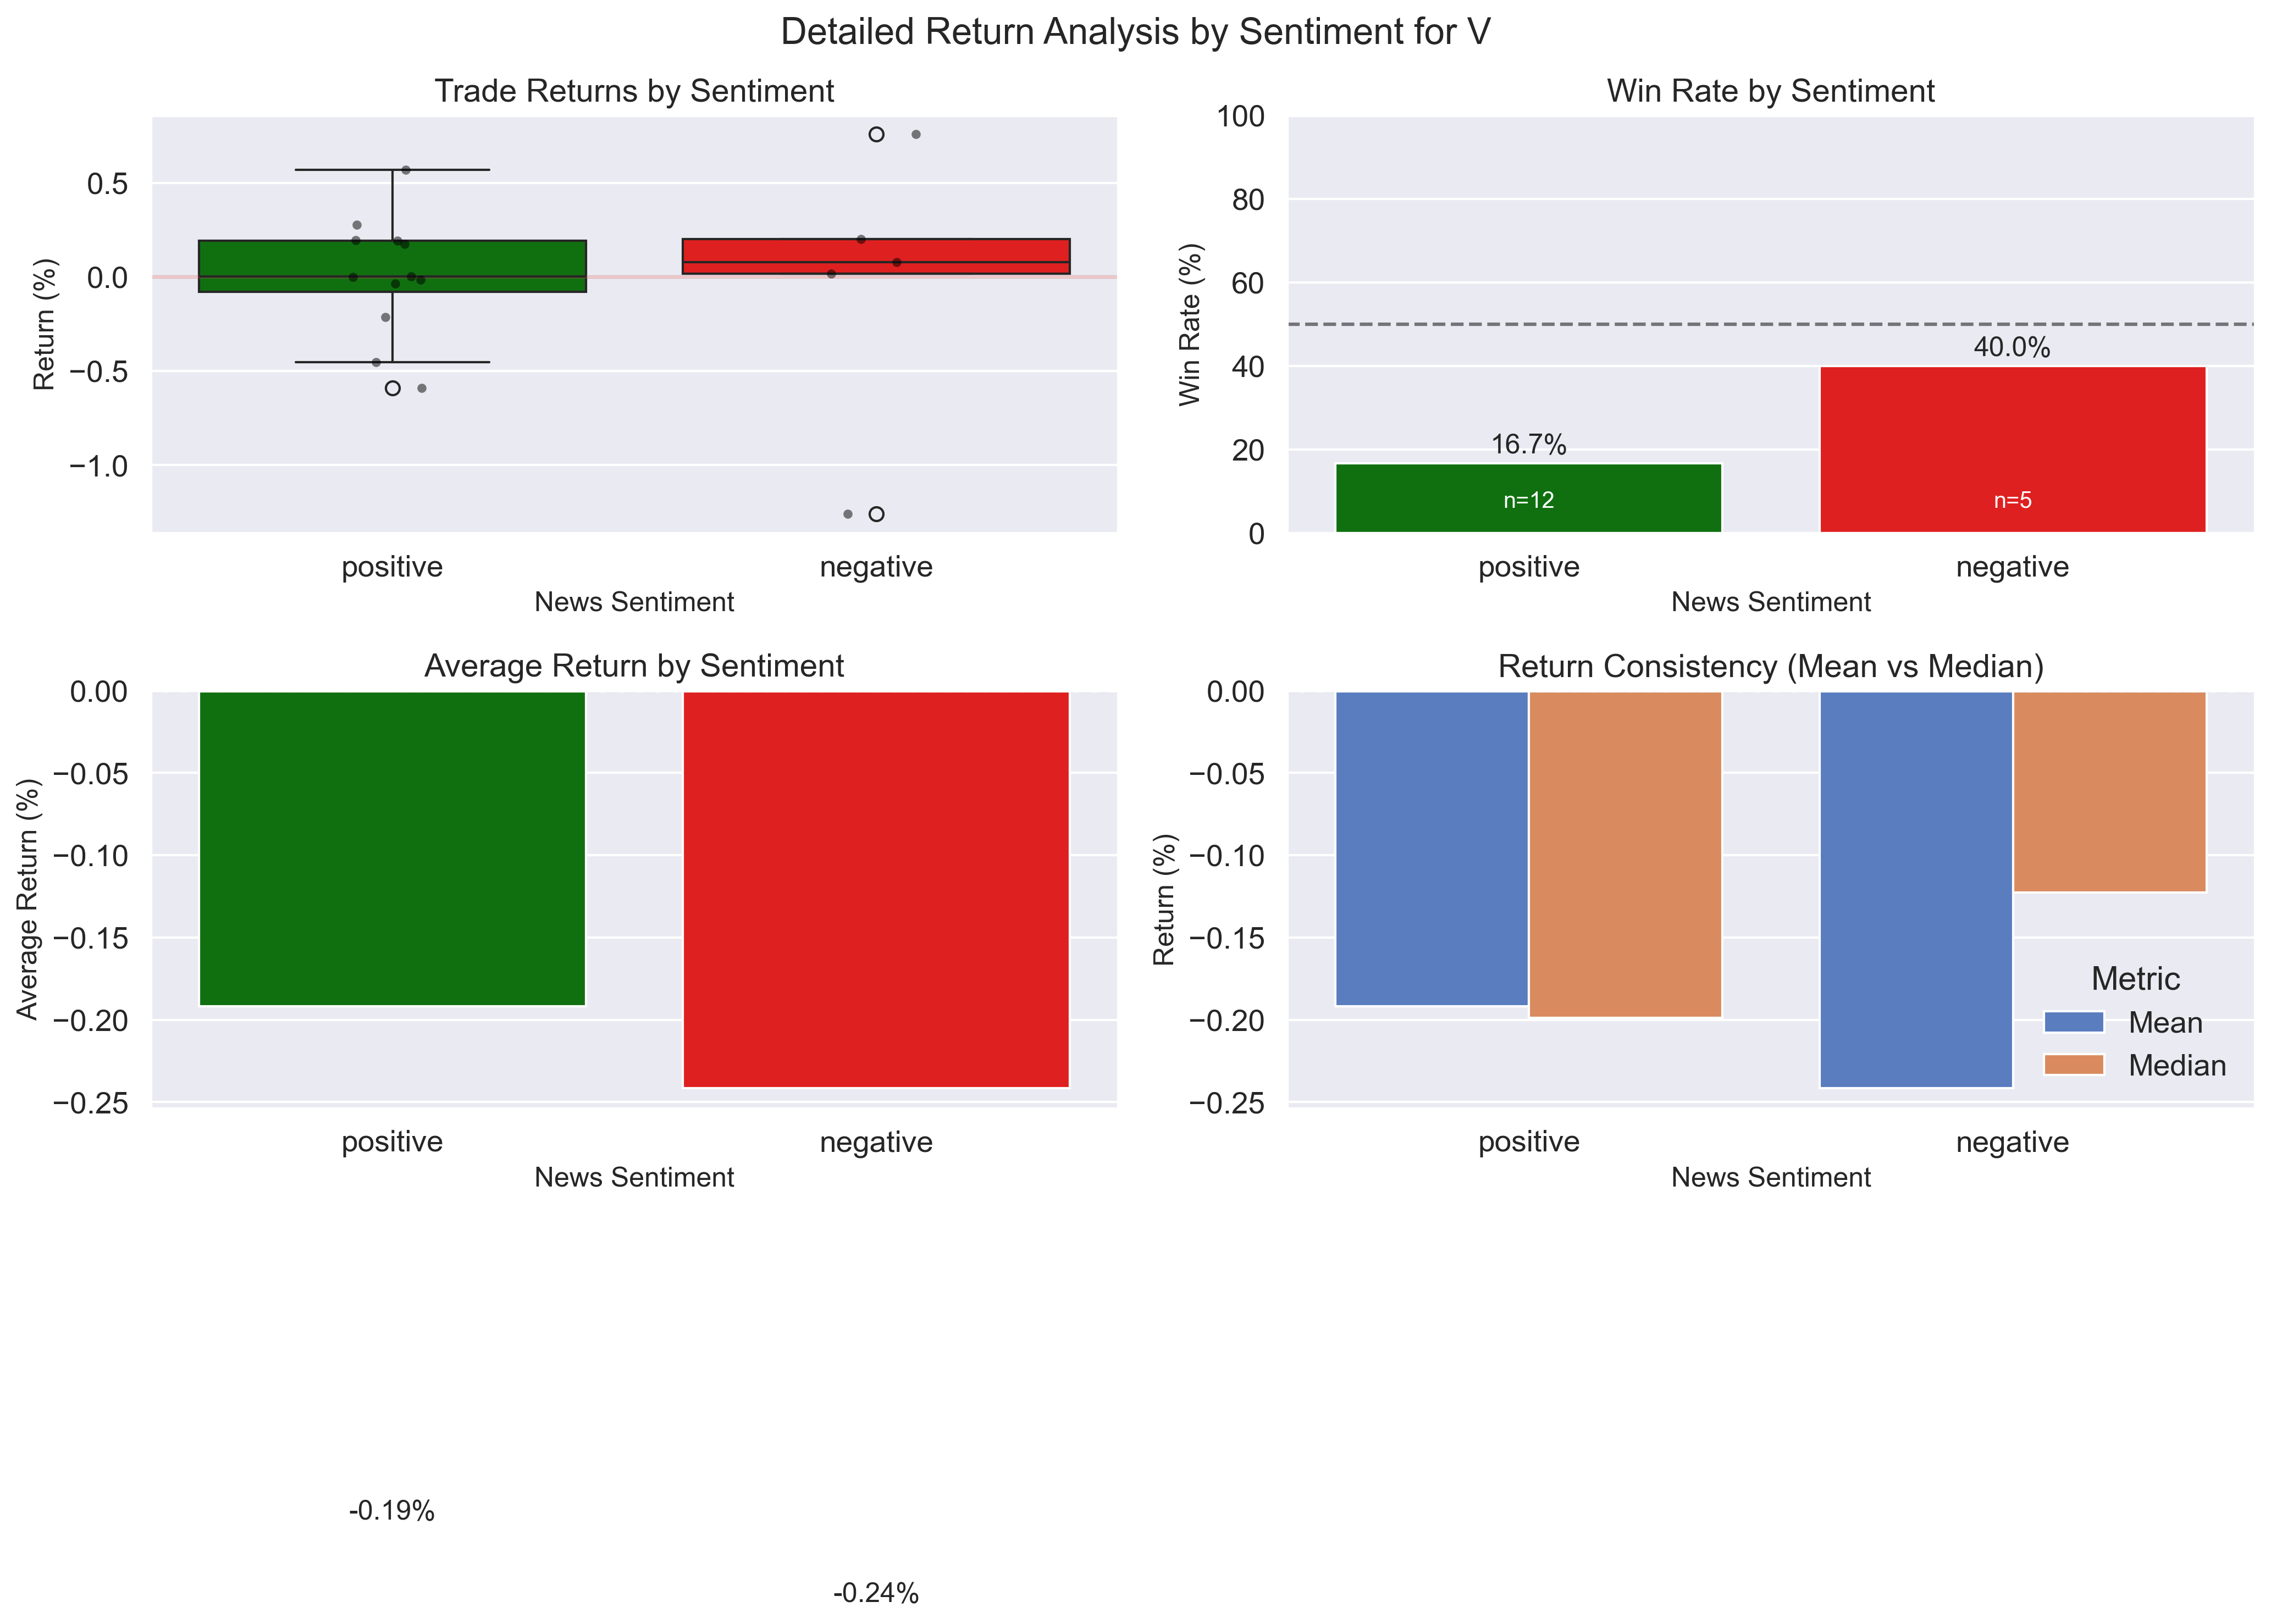 Detailed Return Analysis by Sentiment for V
Trade Returns by Sentiment
0.5
0.0
−0.5
−1.0
Return (%)
positive
negative
News Sentiment
Win Rate by Sentiment
100
80
60
40
20
0
Win Rate (%)
16.7%
40.0%
n=12
n=5
positive
negative
News Sentiment
Average Return by Sentiment
0.00
−0.05
−0.10
−0.15
−0.20
−0.25
Average Return (%)
positive
negative
News Sentiment
-0.19%
-0.24%
Return Consistency (Mean vs Median)
0.00
−0.05
−0.10
−0.15
−0.20
−0.25
Return (%)
Metric
Mean
Median
positive
negative
News Sentiment